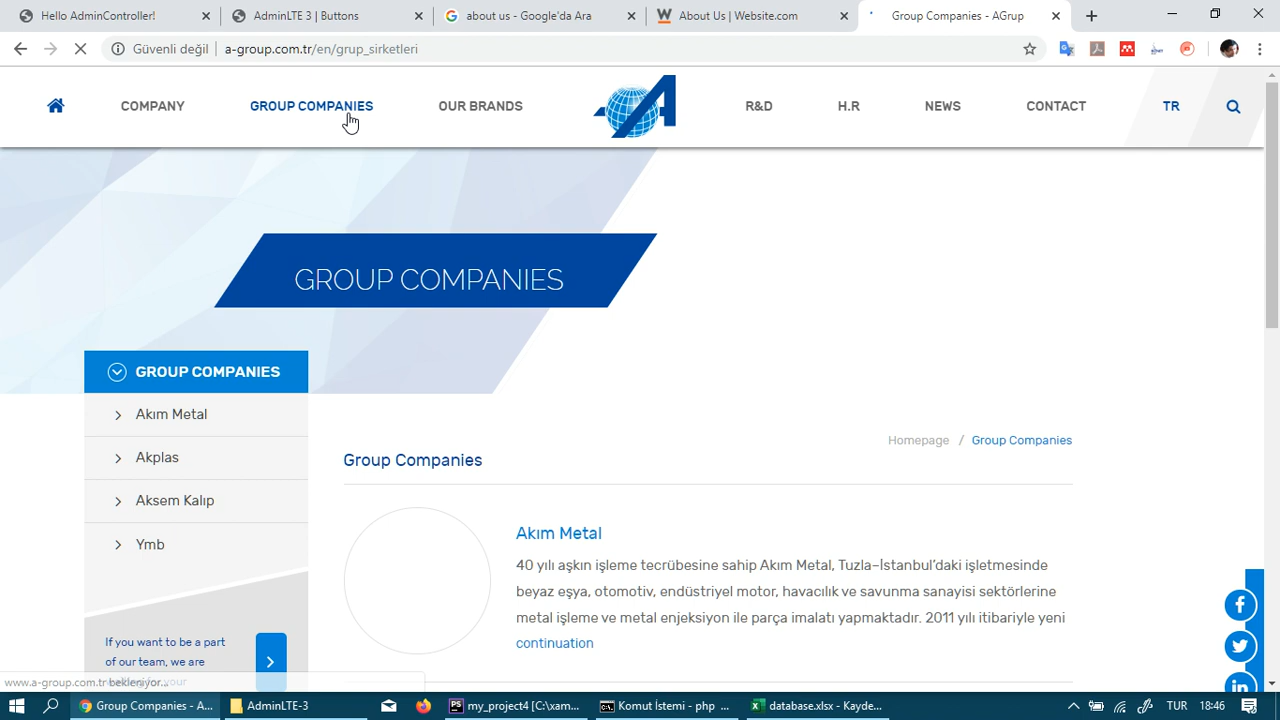 Hello AdminController!
AdminLTE 3 | Buttons
about us - Google'da Ara
About Us | Website.com
Group Companies - AGrup
Güvenli değil
a-group.com.tr/en/grup_sirketleri
COMPANY
GROUP COMPANIES
OUR BRANDS
A
R&D
H.R
NEWS
CONTACT
TR
GROUP COMPANIES
GROUP COMPANIES
Akım Metal
Akplas
Aksem Kalıp
Ymb
Homepage / Group Companies
Group Companies
Akım Metal
40 yılı aşkın işleme tecrübesine sahip Akım Metal, Tuzla–İstanbul’daki işletmesinde
beyaz eşya, otomotiv, endüstriyel motor, havacılık ve savunma sanayisi sektörlerine
metal işleme ve metal enjeksiyon ile parça imalatı yapmaktadır. 2011 yılı itibariyle yeni
continuation
If you want to be a part
of our team, we are
your
www.a-group.com.tr bekleniyor...
Group Companies - A...
AdminLTE-3
my_project4 [C:\xam...
Komut İstemi - php ...
database.xlsx - Kayde...
TUR
18:46